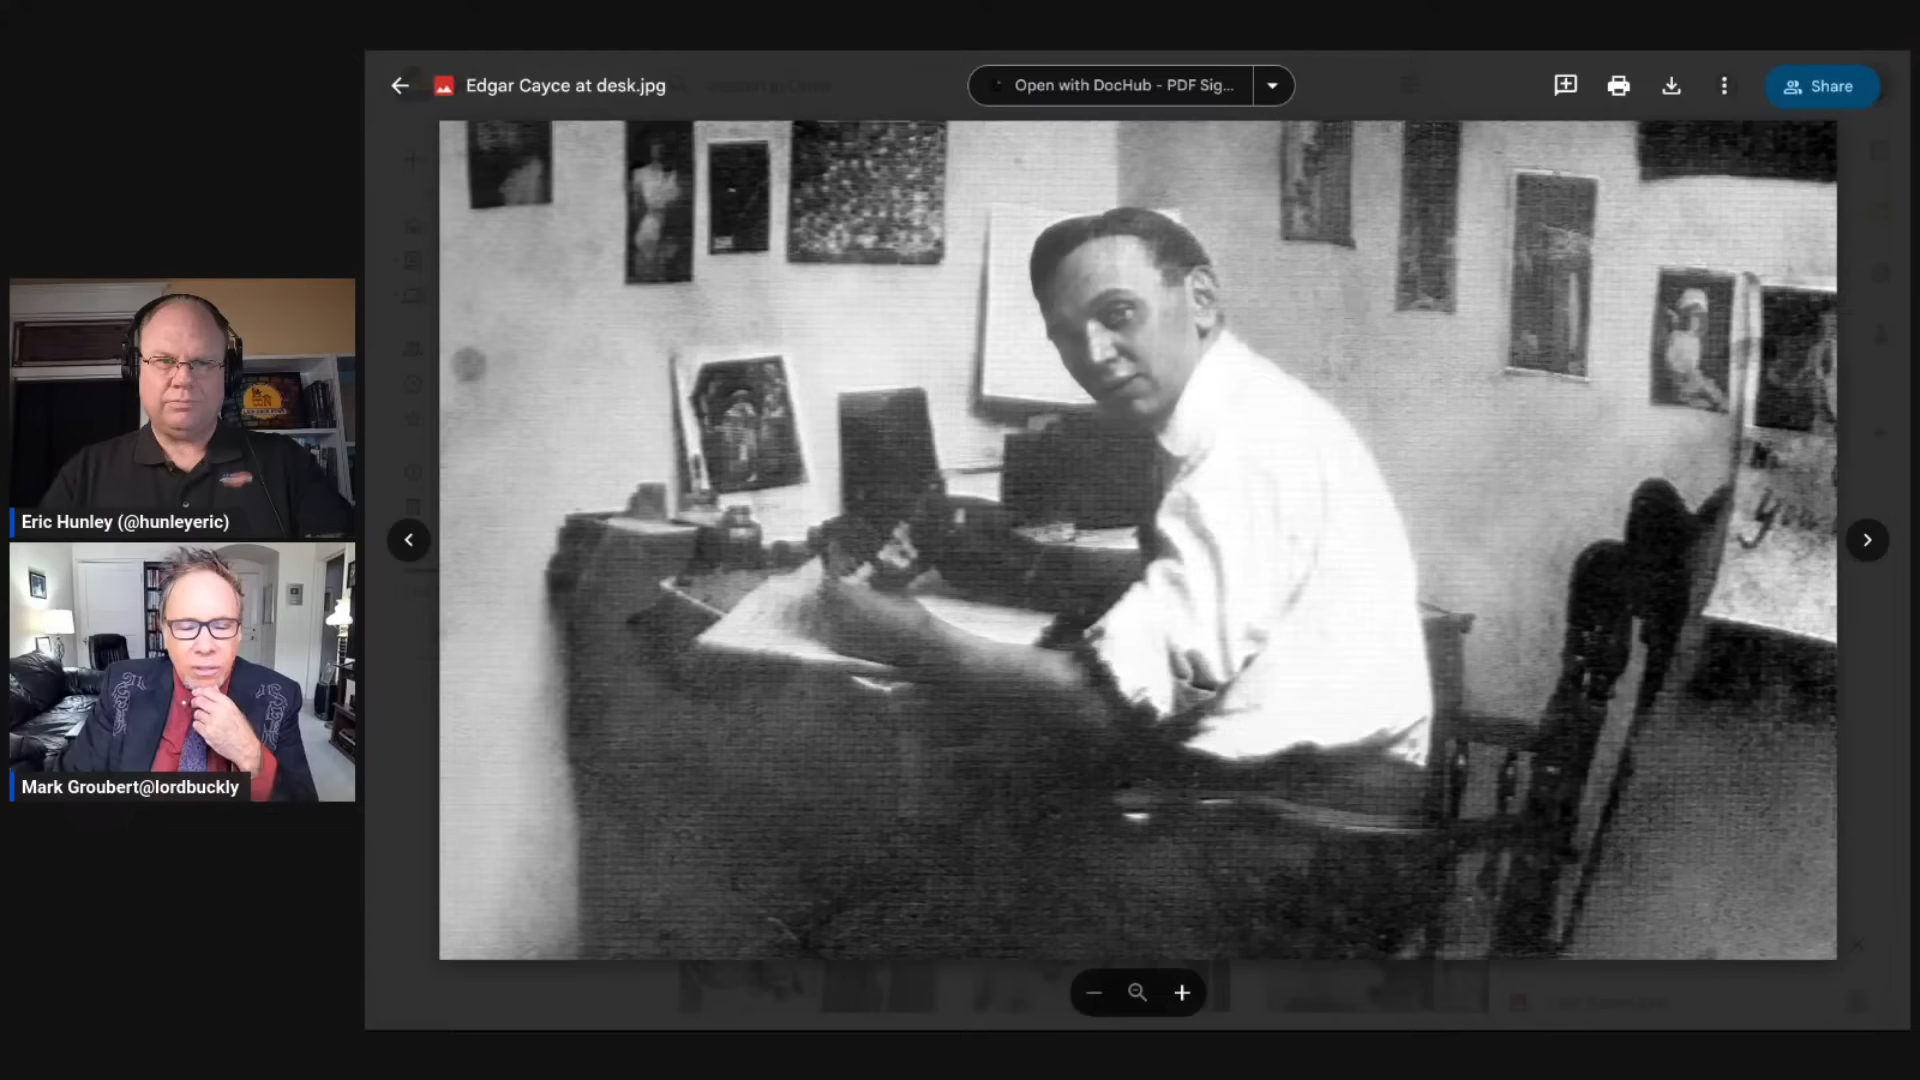 Edgar Cayce at desk.jpg
Open with DocHub - PDF Sig...
Share
Eric Hunley (@hunleyeric)
Mark Groubert@lordbuckly